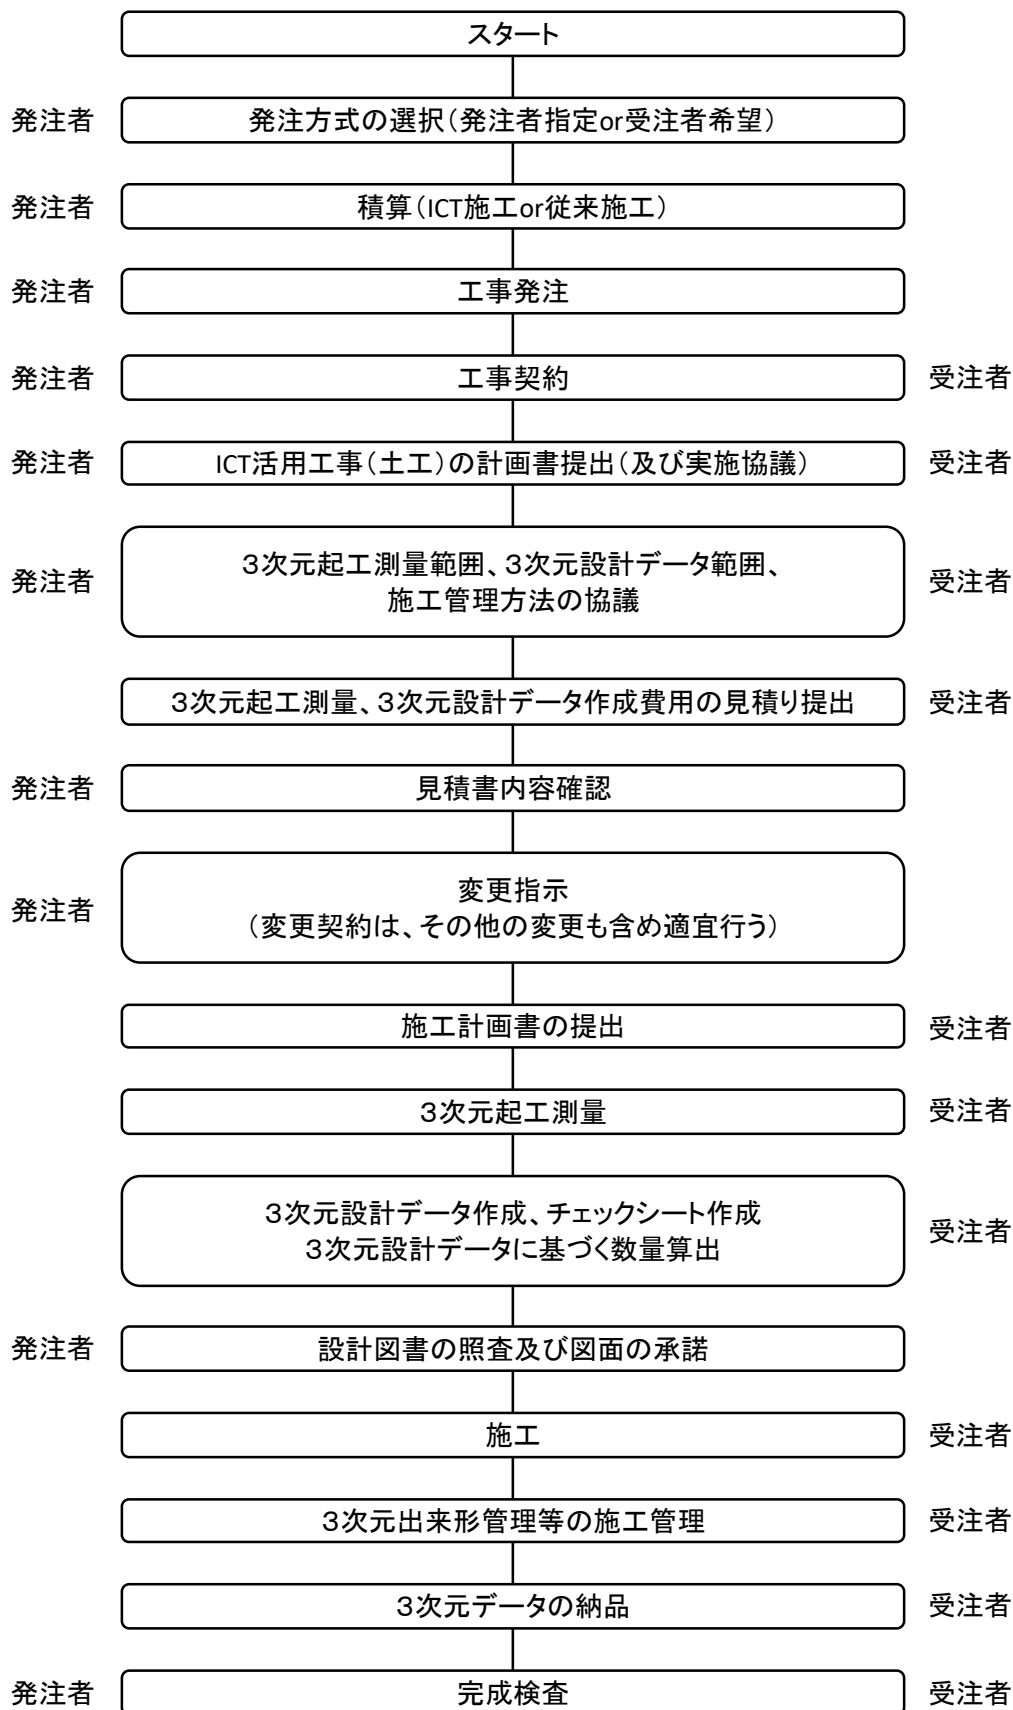 スタート
発注者 発注方式の選択（発注者指定or受注者希望）
発注者 積算（ICT施工or従来施工）
発注者 工事発注
発注者 工事契約 受注者
発注者 ICT活用工事（土工）の計画書提出（及び実施協議） 受注者
3次元起工測量範囲、3次元設計データ範囲、
発注者 施工管理方法の協議 受注者
3次元起工測量、3次元設計データ作成費用の見積り提出 受注者
発注者 見積書内容確認
変更指示
発注者 （変更契約は、その他の変更も含め適宜行う）
施工計画書の提出 受注者
3次元起工測量 受注者
3次元設計データ作成、チェックシート作成
3次元設計データに基づく数量算出 受注者
発注者 設計図書の照査及び図面の承諾
施工 受注者
3次元出来形管理等の施工管理 受注者
3次元データの納品 受注者
発注者 完成検査 受注者